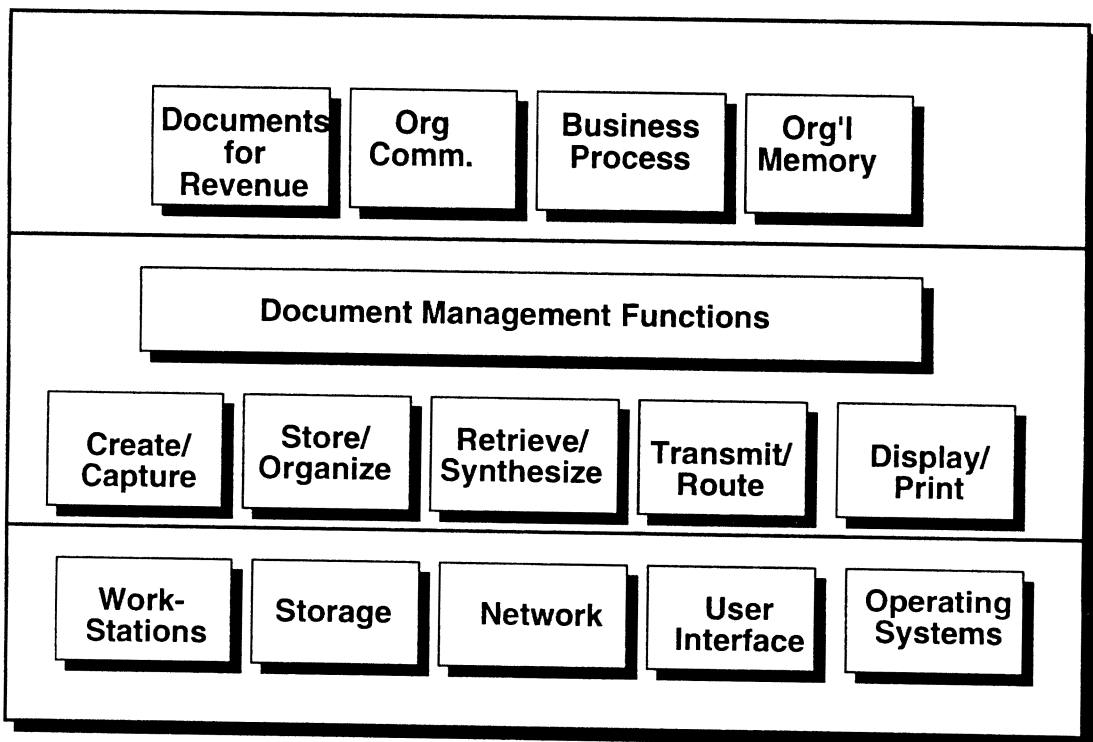 Documents
for
Revenue
Org
Comm.
Business
Process
Org'l
Memory
Document Management Functions
Create/
Capture
Store/
Organize
Retrieve/
Synthesize
Transmit/
Route
Display/
Print
Work-
Stations
Storage
Network
User
Interface
Operating
Systems